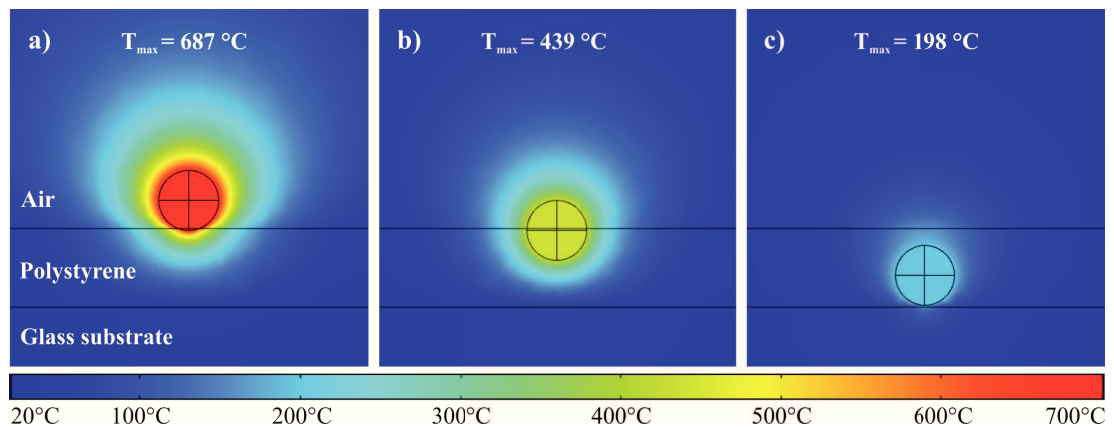 a) Tmax = 687 °C
b) Tmax = 439 °C
c) Tmax = 198 °C
Air
Polystyrene
Glass substrate
20°C 100°C 200°C 300°C 400°C 500°C 600°C 700°C